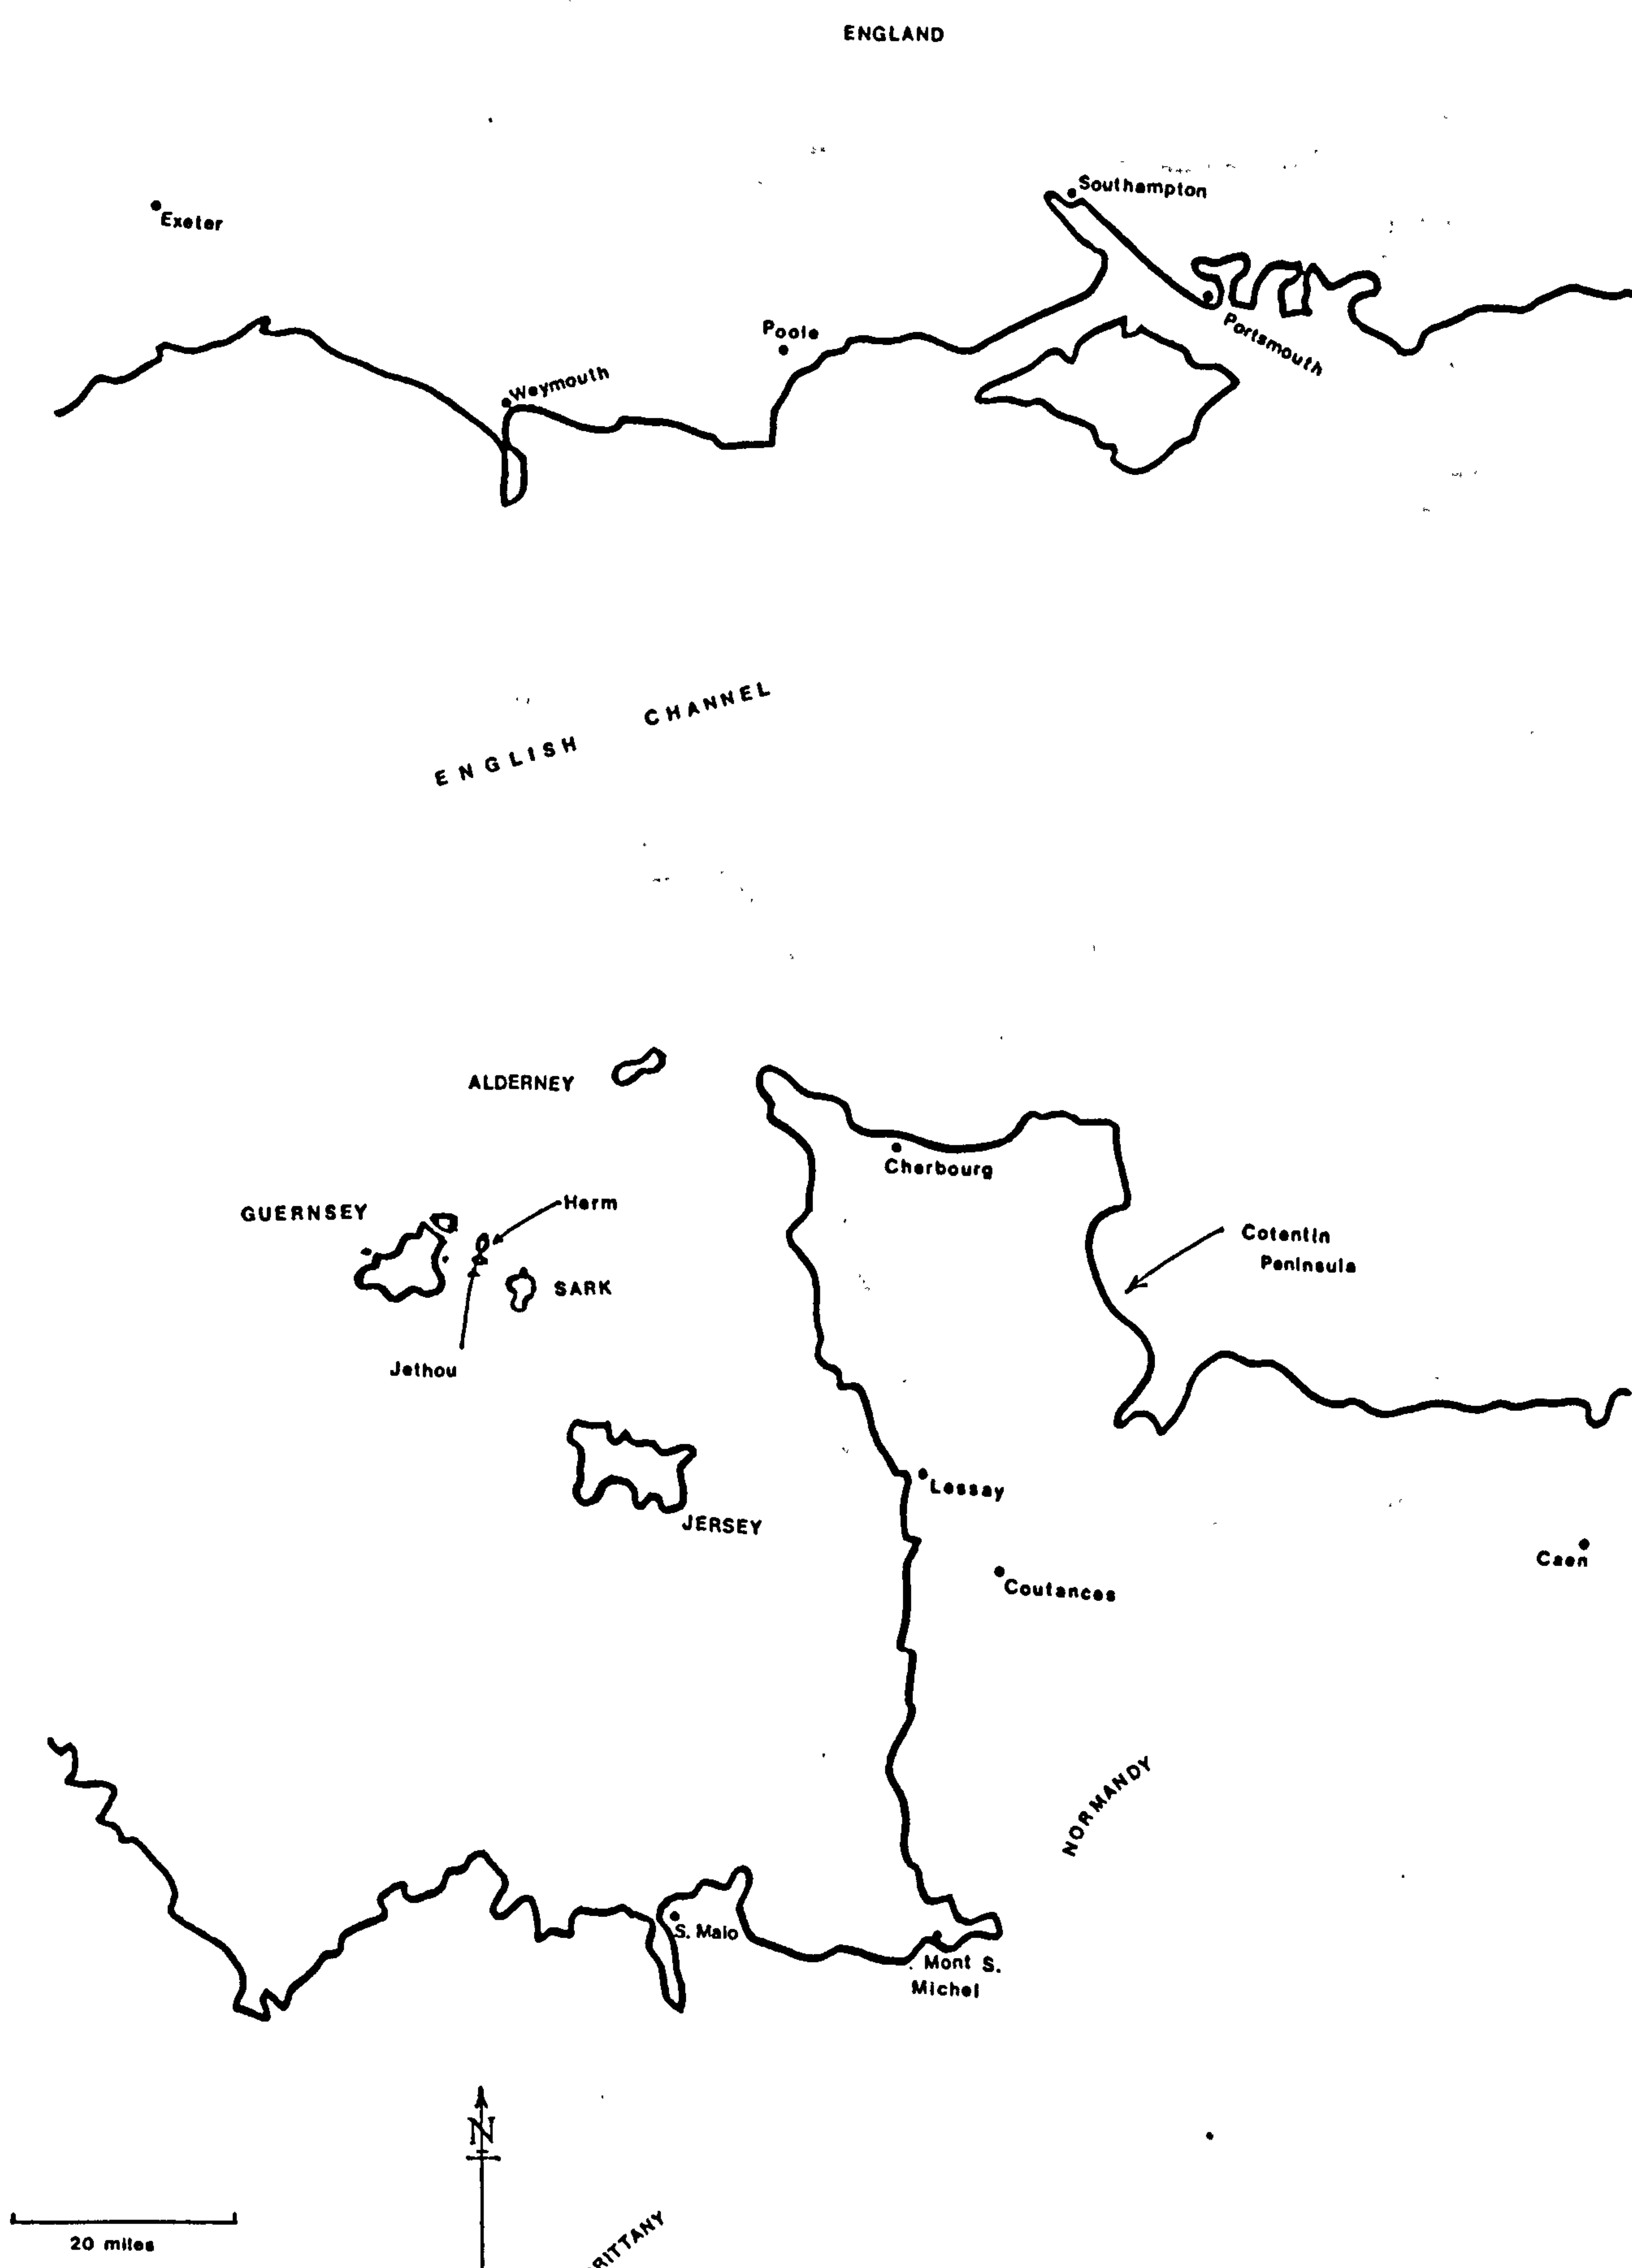 ENGLAND
Southampton
Exeter
Portsmouth
Poole
Weymouth
ENGLISH CHANNEL
ALDERNEY
Cherbourg
GUERNSEY
Herm
Cotentin
Peninsula
SARK
Jethou
Lessay
JERSEY
Caen
Coutances
NORMANDY
S. Malo
Mont S.
Michel
N
20 miles
RITTANY